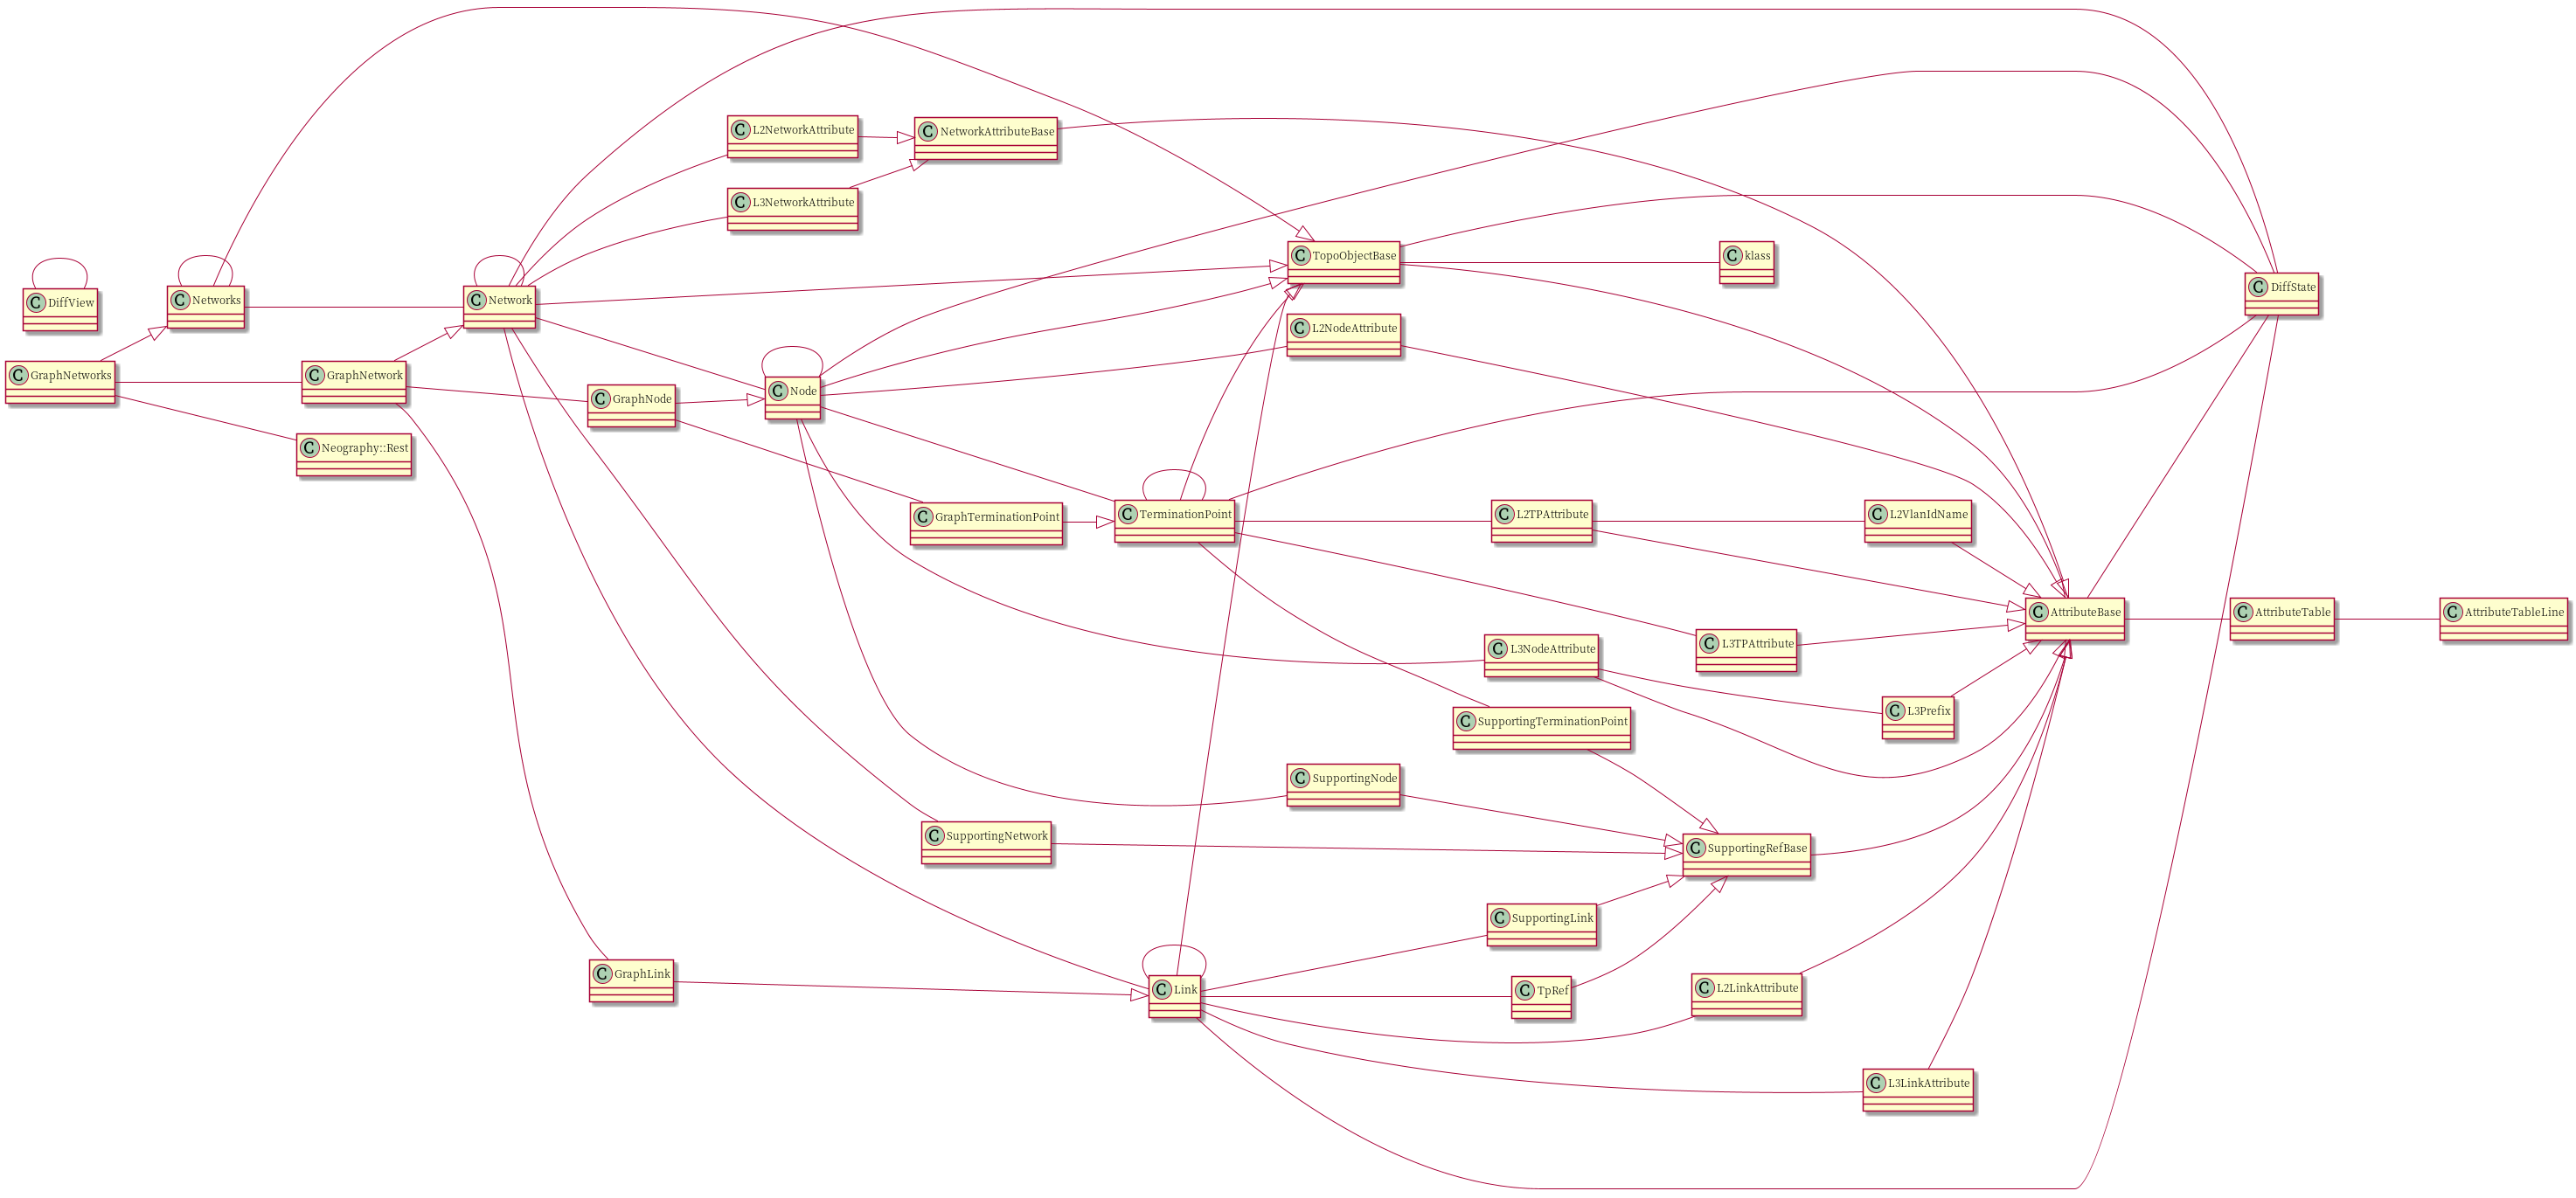 C L2NetworkAttribute
C NetworkAttributeBase
C L3NetworkAttribute
C TopoObjectBase
C klass
C DiffView
C Networks
C Network
C DiffState
C L2NodeAttribute
C GraphNetworks
C GraphNetwork
C GraphNode
C Node
C Neography::Rest
C GraphTerminationPoint
C TerminationPoint
C L2TPAttribute
C L2VlanIdName
C AttributeBase
C AttributeTable
C AttributeTableLine
C L3NodeAttribute
C L3TPAttribute
C L3Prefix
C SupportingTerminationPoint
C SupportingNode
C SupportingNetwork
C SupportingRefBase
C SupportingLink
C GraphLink
C Link
C TpRef
C L2LinkAttribute
C L3LinkAttribute